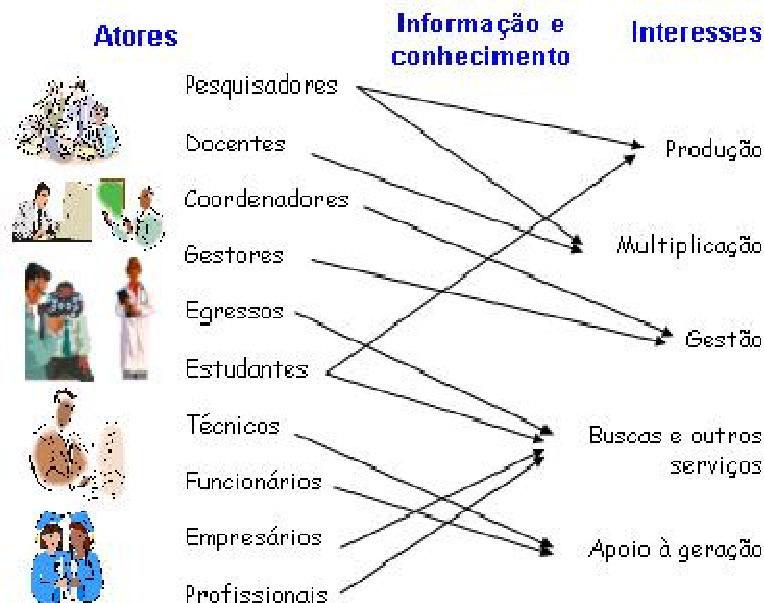 Atores
Informação e
conhecimento
Interesses
Pesquisadores
Docentes
Coordenadores
Gestores
Egressos
Estudantes
Técnicos
Funcionários
Empresários
Profissionais
Produção
Multiplicação
Gestão
Buscas e outros
serviços
Apoio à geração